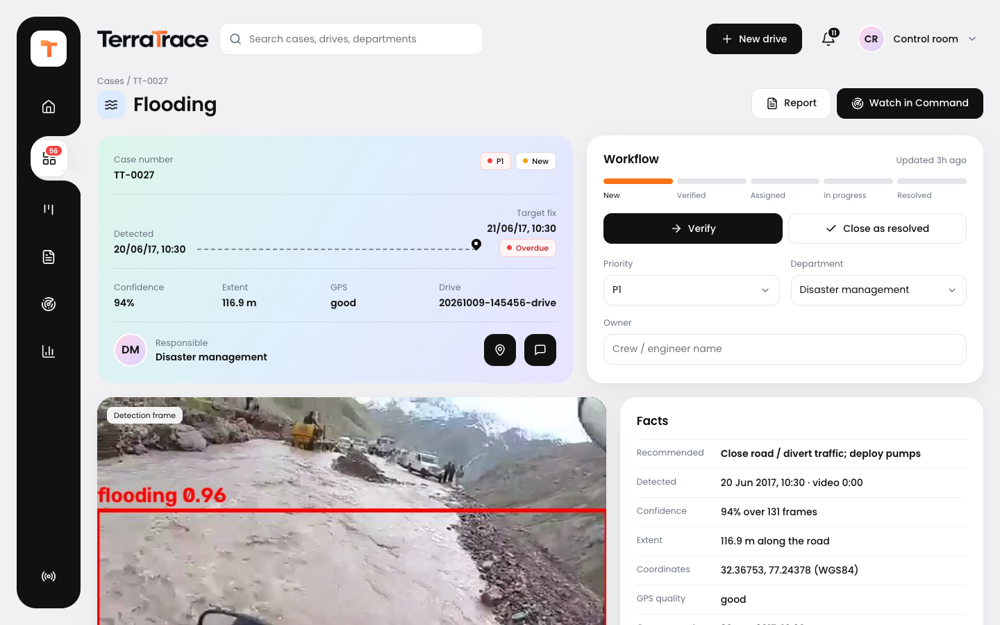 T
TerraTrace
Search cases, drives, departments
New drive
11
CR
Control room
Cases / TT-0027
Flooding
Report
Watch in Command
56
Case number
TT-0027
P1
New
Target fix
21/06/17, 10:30
Overdue
Detected
20/06/17, 10:30
Confidence
94%
Extent
116.9 m
GPS
good
Drive
20261009-145456-drive
DM
Responsible
Disaster management
Workflow
Updated 3h ago
New
Verified
Assigned
In progress
Resolved
Verify
Close as resolved
Priority
P1
Department
Disaster management
Owner
Crew / engineer name
Detection frame
flooding 0.96
Facts
Recommended
Close road / divert traffic; deploy pumps
Detected
20 Jun 2017, 10:30 · video 0:00
Confidence
94% over 131 frames
Extent
116.9 m along the road
Coordinates
32.36753, 77.24378 (WGS84)
GPS quality
good